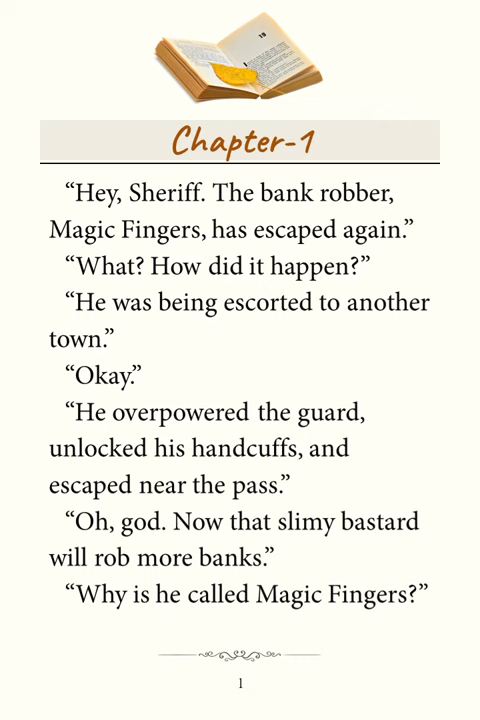 10
Chapter-1
“Hey, Sheriff. The bank robber,
Magic Fingers, has escaped again.”
“What? How did it happen?”
“He was being escorted to another
town.”
“Okay.”
“He overpowered the guard,
unlocked his handcuffs, and
escaped near the pass.”
“Oh, god. Now that slimy bastard
will rob more banks.”
“Why is he called Magic Fingers?”
1